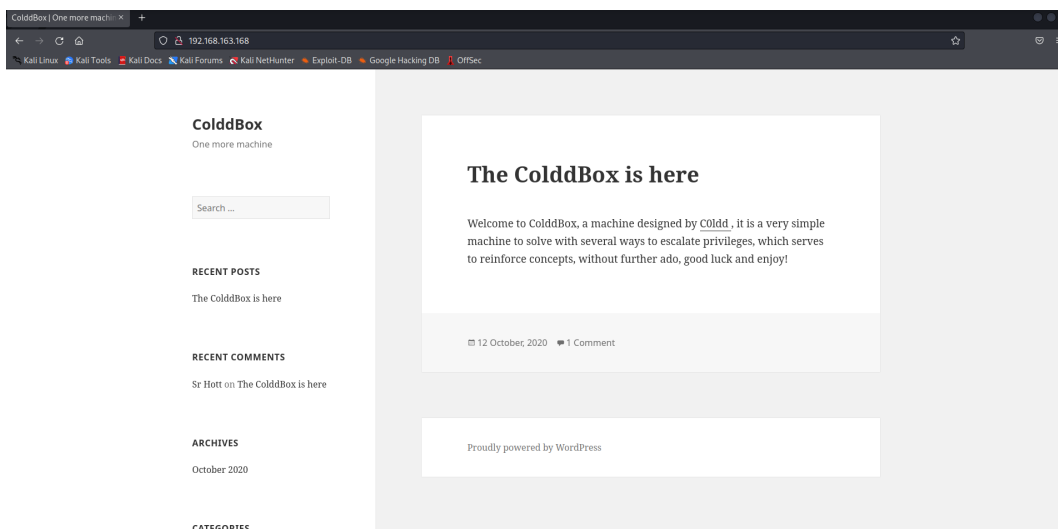 ColddBox | One more machin
192.168.163.168
Kali Linux Kali Tools Kali Docs Kali Forums Kali NetHunter Exploit-DB Google Hacking DB OffSec
ColddBox
One more machine
Search ...
RECENT POSTS
The ColddBox is here
RECENT COMMENTS
Sr Hott on The ColddBox is here
ARCHIVES
October 2020
CATEGORIES
The ColddBox is here
Welcome to ColddBox, a machine designed by C0ldd , it is a very simple
machine to solve with several ways to escalate privileges, which serves
to reinforce concepts, without further ado, good luck and enjoy!
12 October, 2020 1 Comment
Proudly powered by WordPress